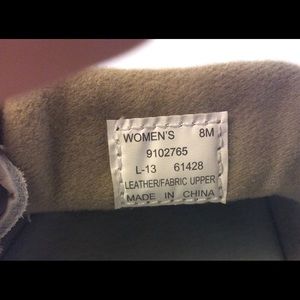 WOMEN'S 8M
9102765
L-13 61428
LEATHER/FABRIC UPPER
MADE IN CHINA